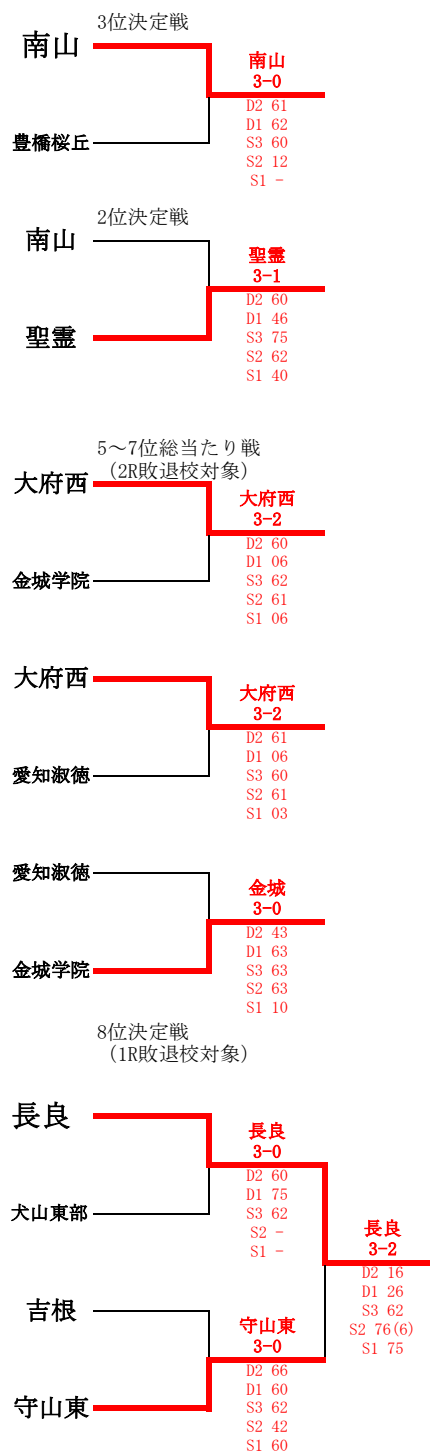 3位決定戦
南山
南山
3-0
D2 61
D1 62
豊橋桜丘
S3 60
S2 12
S1 -
2位決定戦
南山
聖霊
3-1
D2 60
D1 46
聖霊
S3 75
S2 62
S1 40
5～7位総当たり戦
(2R敗退校対象)
大府西
大府西
3-2
D2 60
D1 06
金城学院
S3 62
S2 61
S1 06
大府西
大府西
3-2
D2 61
D1 06
愛知淑徳
S3 60
S2 61
S1 03
愛知淑徳
金城
3-0
D2 43
D1 63
金城学院
S3 63
S2 63
S1 10
8位決定戦
(1R敗退校対象)
長良
長良
3-0
D2 60
D1 75
犬山東部
S3 62
S2 -
S1 -
長良
3-2
D2 16
D1 26
S3 62
S2 76(6)
S1 75
吉根
守山東
3-0
D2 66
D1 60
守山東
S3 62
S2 42
S1 60